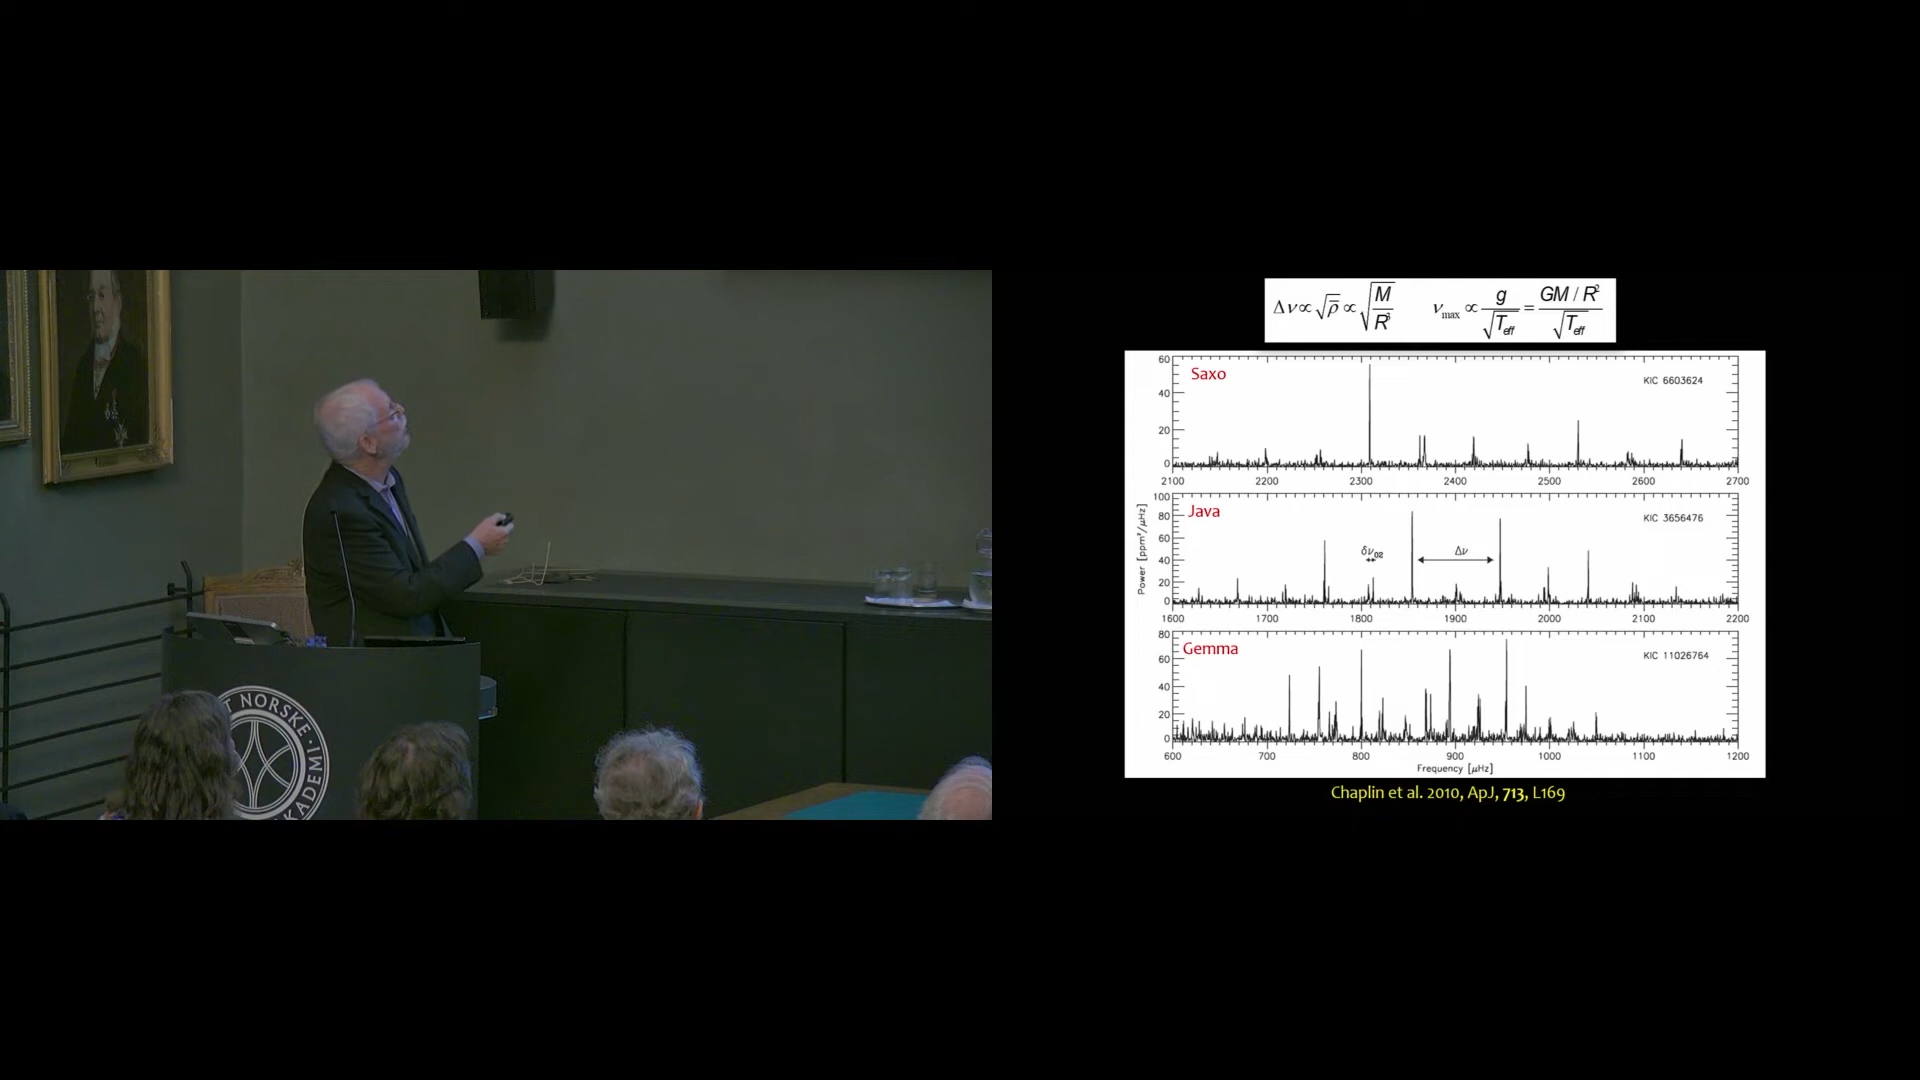 T NORSKE · AKADEMI
Δν ∝ √ρ̄ ∝ √(M/R³)
ν_max ∝ g/√T_eff = (GM / R²)/√T_eff
Saxo
KIC 6603624
60
40
20
0
2100 2200 2300 2400 2500 2600 2700
Java
KIC 3656476
100
80
60
40
20
0
δν₀₂
Δν
1600 1700 1800 1900 2000 2100 2200
Power [ppm²/μHz]
Gemma
KIC 11026764
80
60
40
20
0
600 700 800 900 1000 1100 1200
Frequency [μHz]
Chaplin et al. 2010, ApJ, 713, L169